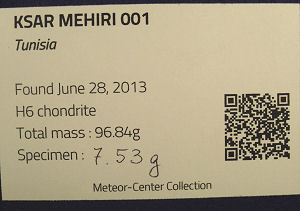 KSAR MEHIRI 001
Tunisia
Found June 28, 2013
H6 chondrite
Total mass : 96.84g
Specimen : 7.53 g
Meteor-Center Collection